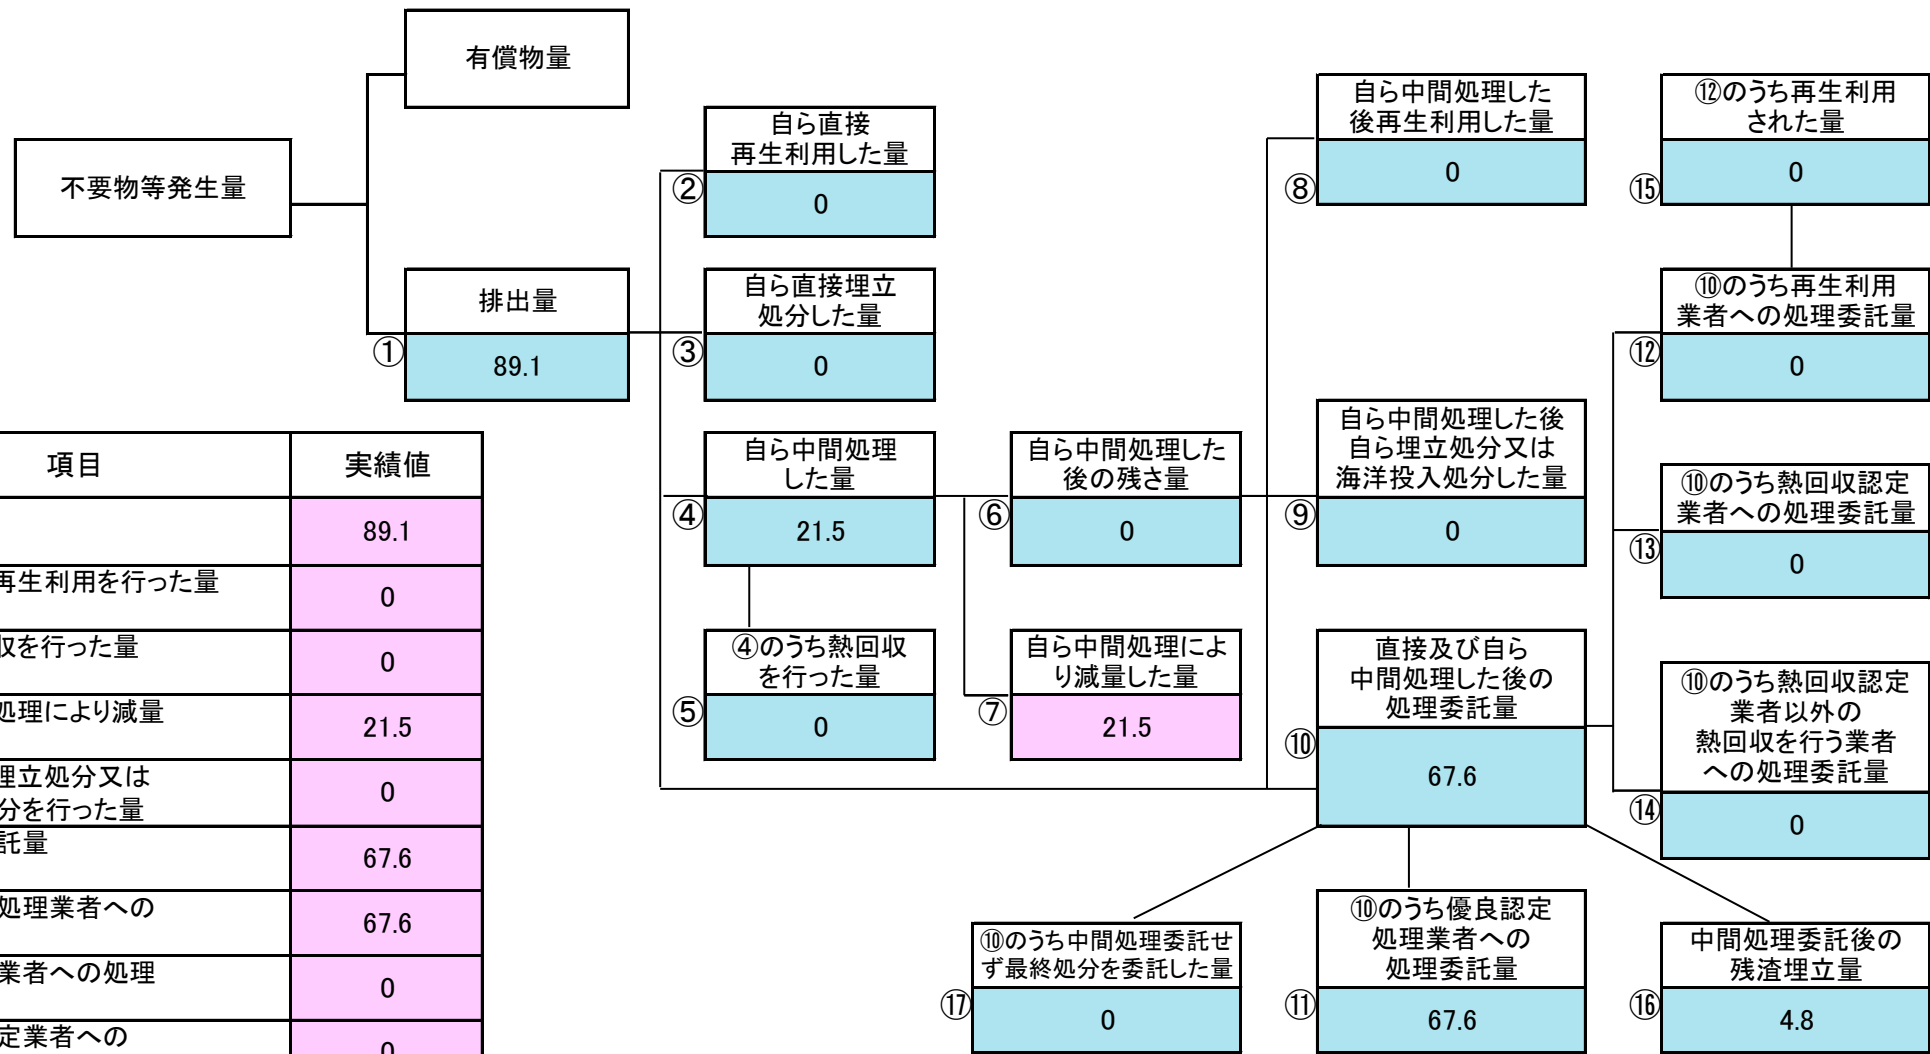 有償物量
不要物等発生量
排出量
①
89.1
自ら直接
再生利用した量
②
0
自ら直接埋立
処分した量
③
0
自ら中間処理
した量
④
21.5
④のうち熱回収
を行った量
⑤
0
自ら中間処理した
後の残さ量
⑥
0
自ら中間処理によ
り減量した量
⑦
21.5
自ら中間処理した
後再生利用した量
⑧
0
自ら中間処理した後
自ら埋立処分又は
海洋投入処分した量
⑨
0
直接及び自ら
中間処理した後の
処理委託量
⑩
67.6
⑫のうち再生利用
された量
⑮
0
⑩のうち再生利用
業者への処理委託量
⑫
0
⑩のうち熱回収認定
業者への処理委託量
⑬
0
⑩のうち熱回収認定
業者以外の
熱回収を行う業者
への処理委託量
⑭
0
⑩のうち中間処理委託せ
ず最終処分を委託した量
⑰
0
⑩のうち優良認定
処理業者への
処理委託量
⑪
67.6
中間処理委託後の
残渣埋立量
⑯
4.8
項目 実績値
89.1
再生利用を行った量
0
収を行った量
0
処理により減量
21.5
埋立処分又は
分を行った量
0
託量
67.6
処理業者への
67.6
業者への処理
0
定業者への
0